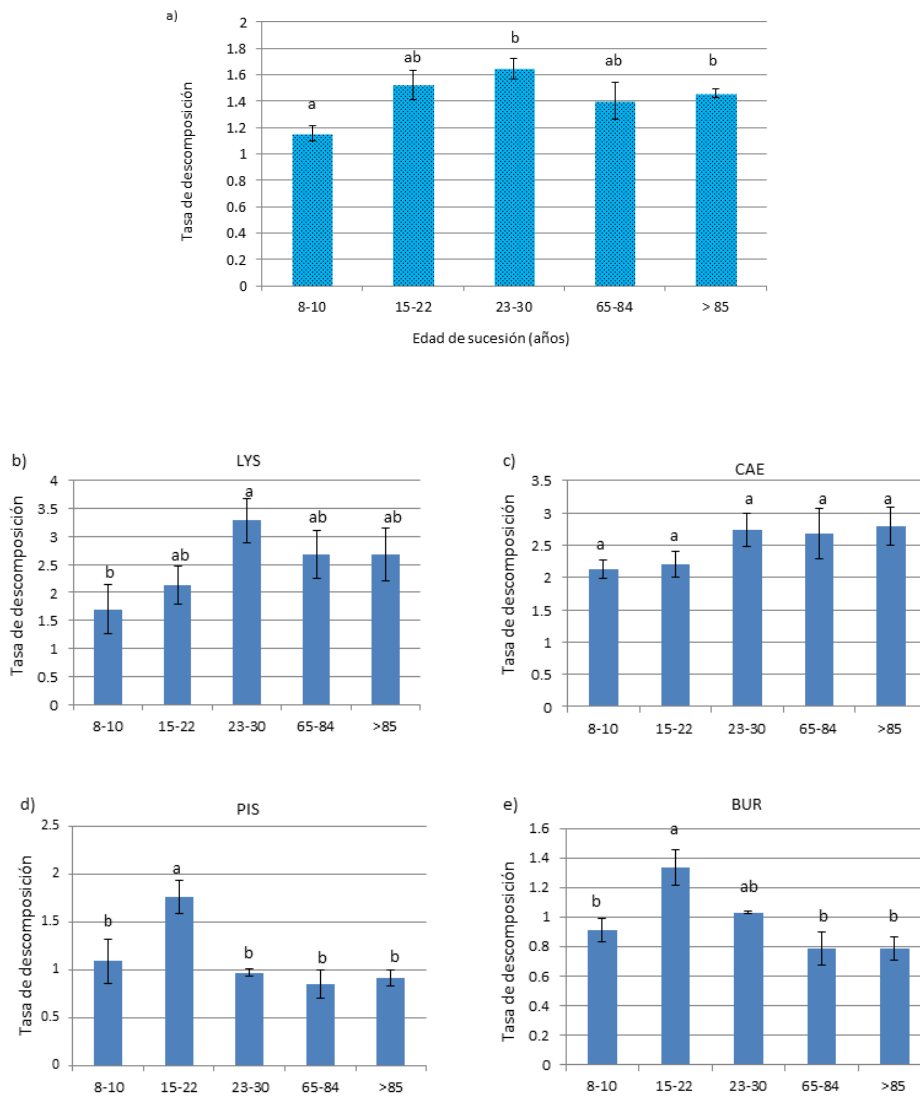 a)
Tasa de descomposición
2
1.8
1.6
1.4
1.2
1
0.8
0.6
0.4
0.2
0
a
ab
b
ab
b
8-10 15-22 23-30 65-84 > 85
Edad de sucesión (años)
b)
LYS
Tasa de descomposición
4
3.5
3
2.5
2
1.5
1
0.5
0
b
ab
a
ab
ab
8-10 15-22 23-30 65-84 >85
c)
CAE
Tasa de descomposición
3.5
3
2.5
2
1.5
1
0.5
0
a
a
a
a
a
8-10 15-22 23-30 65-84 >85
d)
PIS
Tasa de descomposición
2.5
2
1.5
1
0.5
0
b
a
b
b
b
8-10 15-22 23-30 65-84 >85
e)
BUR
Tasa de descomposición
1.6
1.4
1.2
1
0.8
0.6
0.4
0.2
0
b
a
ab
b
b
8-10 15-22 23-30 65-84 >85